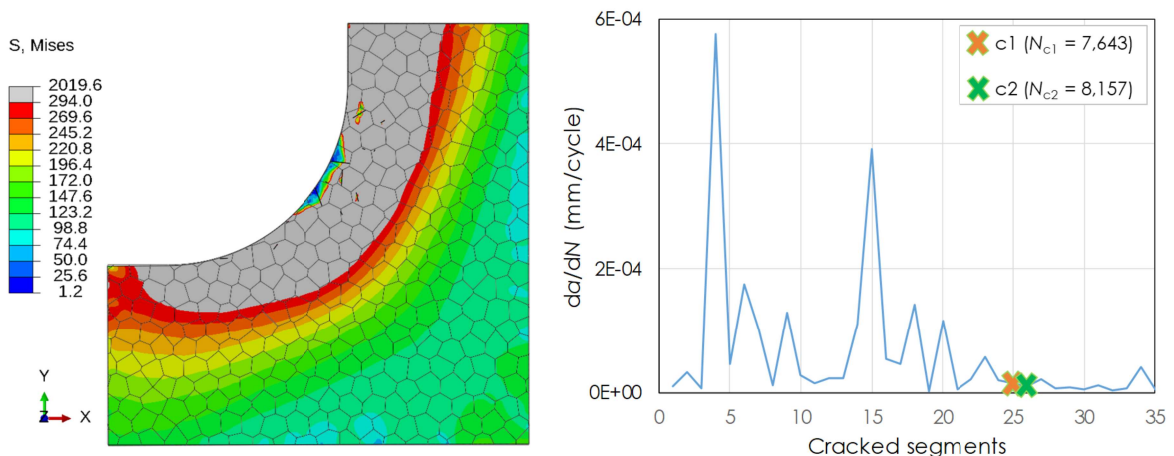 S, Mises
2019.6
294.0
269.6
245.2
220.8
196.4
172.0
147.6
123.2
98.8
74.4
50.0
25.6
1.2
Y
Z
X
6E-04
4E-04
2E-04
0E+00
da/dN (mm/cycle)
c1 (Nc1 = 7,643)
c2 (Nc2 = 8,157)
0 5 10 15 20 25 30 35
Cracked segments